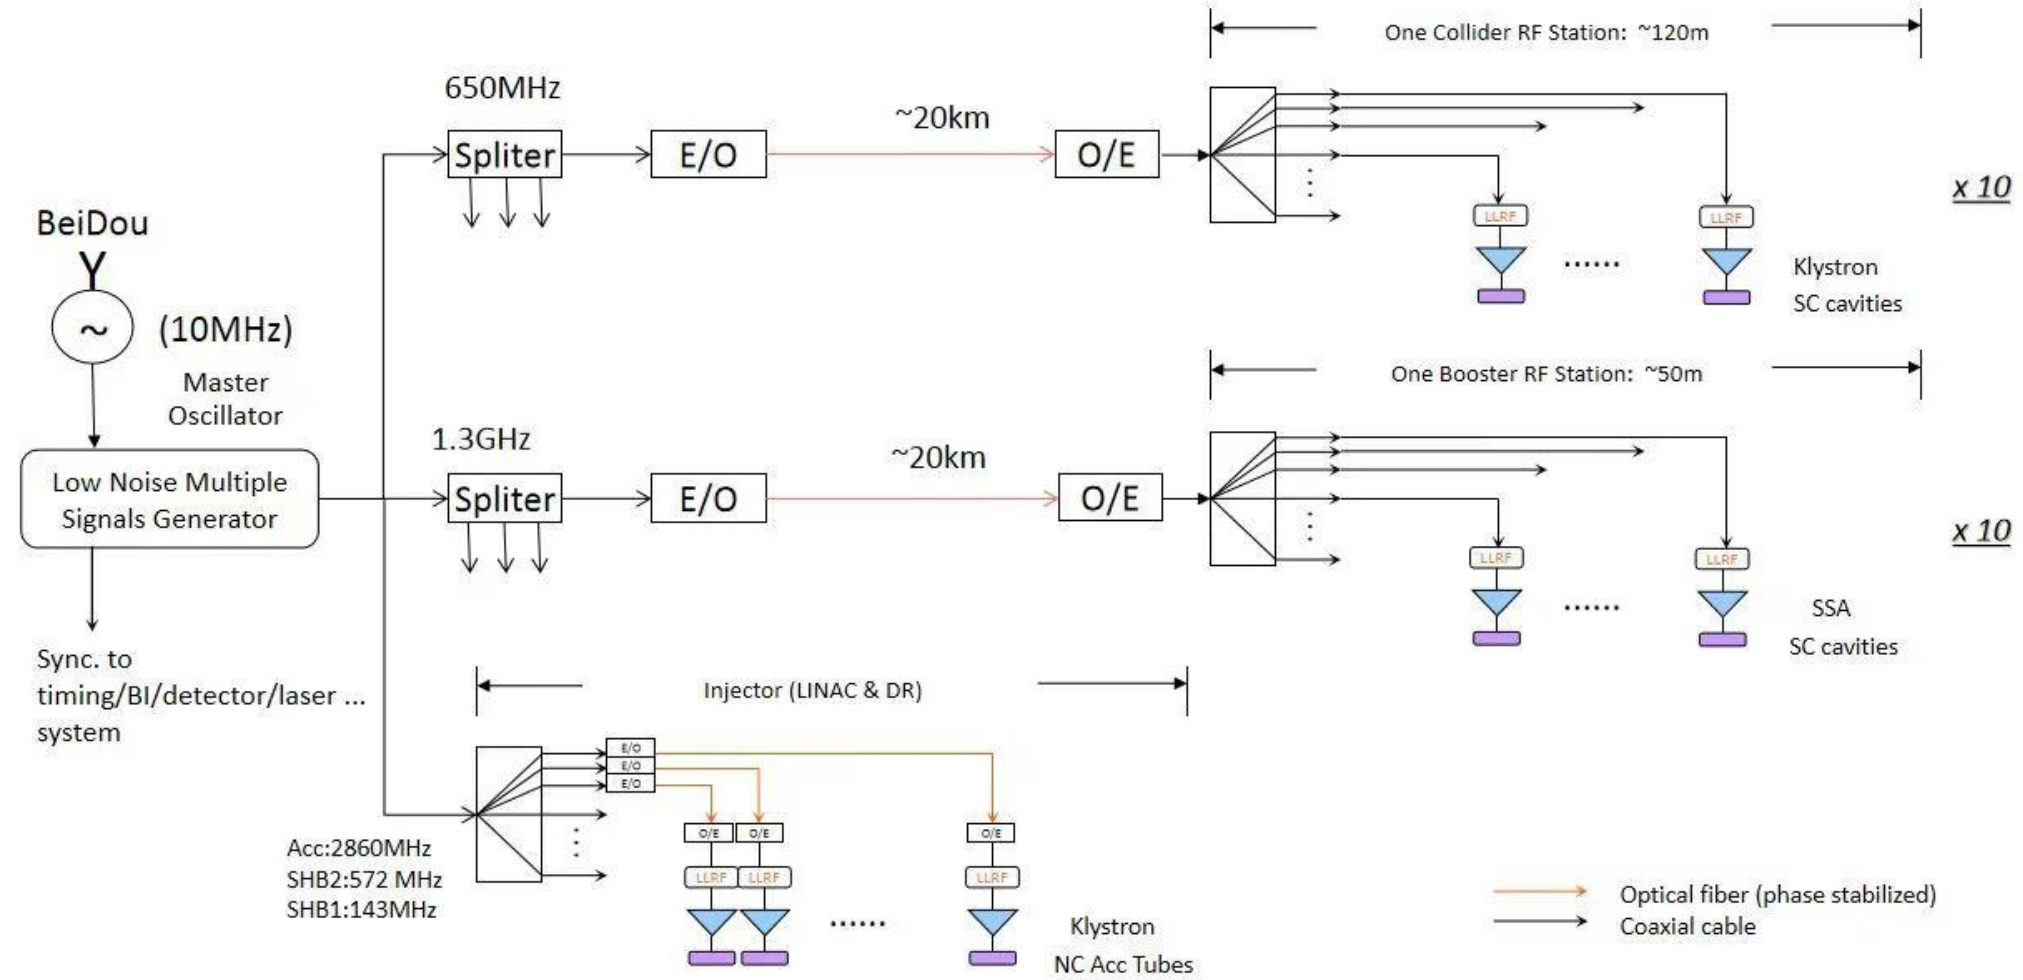 One Collider RF Station: ~120m
650MHz
Spliter
E/O
~20km
O/E
x 10
LLRF
LLRF
......
Klystron
SC cavities
BeiDou
~
(10MHz)
Master
Oscillator
Low Noise Multiple
Signals Generator
Sync. to
timing/BI/detector/laser ...
system
One Booster RF Station: ~50m
1.3GHz
Spliter
E/O
~20km
O/E
x 10
LLRF
LLRF
......
SSA
SC cavities
Injector (LINAC & DR)
E/O
E/O
E/O
Acc:2860MHz
SHB2:572 MHz
SHB1:143MHz
O/E
O/E
O/E
LLRF
LLRF
LLRF
......
Klystron
NC Acc Tubes
Optical fiber (phase stabilized)
Coaxial cable